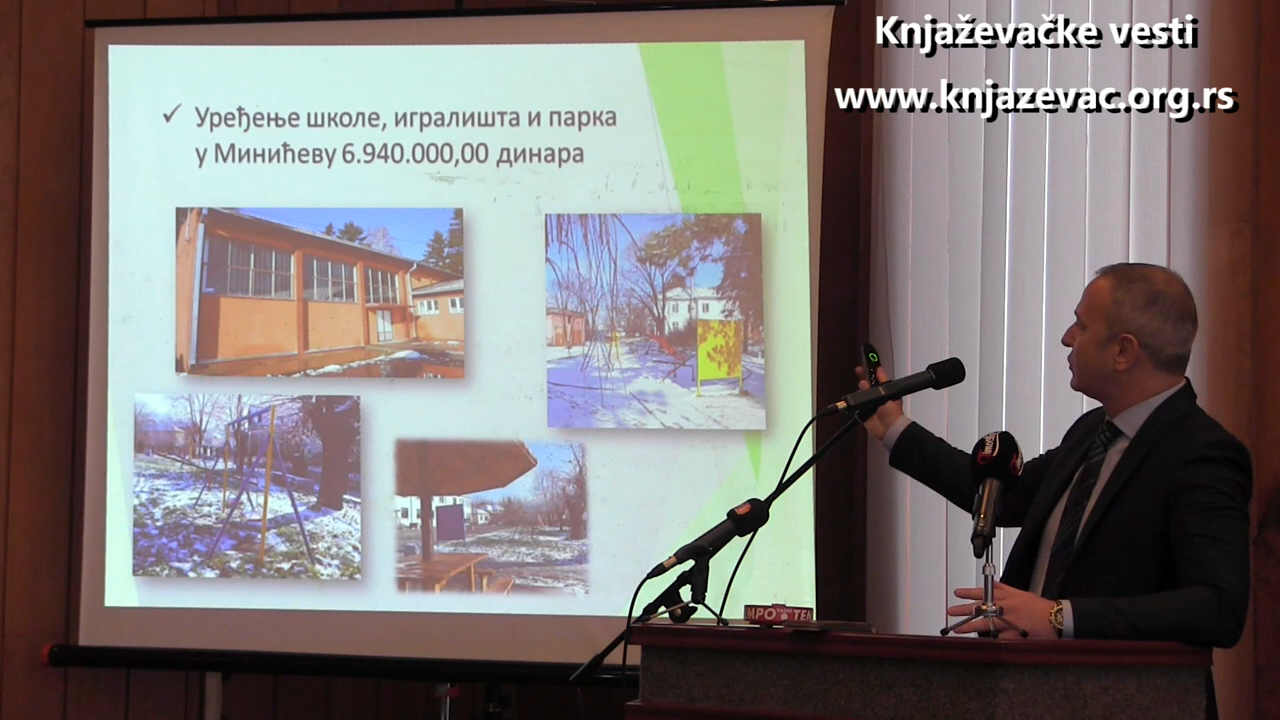 Knjaževačke vesti
www.knjazevac.org.rs
Уређење школе, игралишта и парка
у Минићеву 6.940.000,00 динара